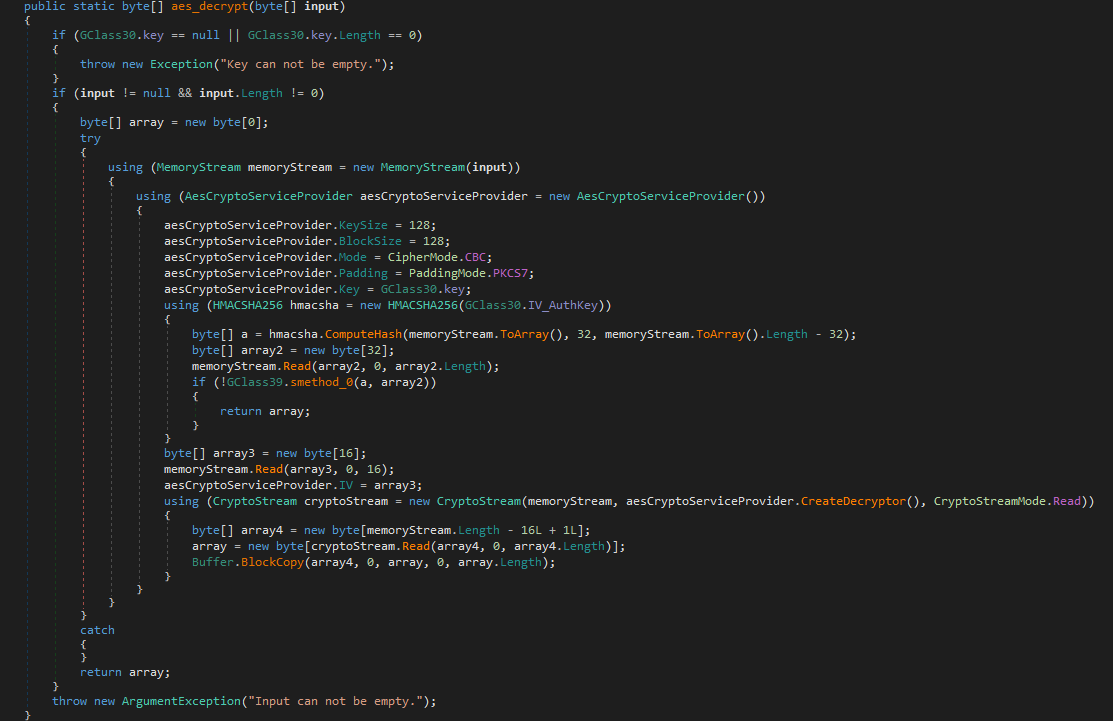 public static byte[] aes_decrypt(byte[] input)
{
if (GClass30.key == null || GClass30.key.Length == 0)
{
throw new Exception("Key can not be empty.");
}
if (input != null && input.Length != 0)
{
byte[] array = new byte[0];
try
{
using (MemoryStream memoryStream = new MemoryStream(input))
{
using (AesCryptoServiceProvider aesCryptoServiceProvider = new AesCryptoServiceProvider())
{
aesCryptoServiceProvider.KeySize = 128;
aesCryptoServiceProvider.BlockSize = 128;
aesCryptoServiceProvider.Mode = CipherMode.CBC;
aesCryptoServiceProvider.Padding = PaddingMode.PKCS7;
aesCryptoServiceProvider.Key = GClass30.key;
using (HMACSHA256 hmacsha = new HMACSHA256(GClass30.IV_AuthKey))
{
byte[] a = hmacsha.ComputeHash(memoryStream.ToArray(), 32, memoryStream.ToArray().Length - 32);
byte[] array2 = new byte[32];
memoryStream.Read(array2, 0, array2.Length);
if (!GClass39.smethod_0(a, array2))
{
return array;
}
}
byte[] array3 = new byte[16];
memoryStream.Read(array3, 0, 16);
aesCryptoServiceProvider.IV = array3;
using (CryptoStream cryptoStream = new CryptoStream(memoryStream, aesCryptoServiceProvider.CreateDecryptor(), CryptoStreamMode.Read))
{
byte[] array4 = new byte[memoryStream.Length - 16L + 1L];
array = new byte[cryptoStream.Read(array4, 0, array4.Length)];
Buffer.BlockCopy(array4, 0, array, 0, array.Length);
}
}
}
}
catch
{
}
return array;
}
throw new ArgumentException("Input can not be empty.");
}